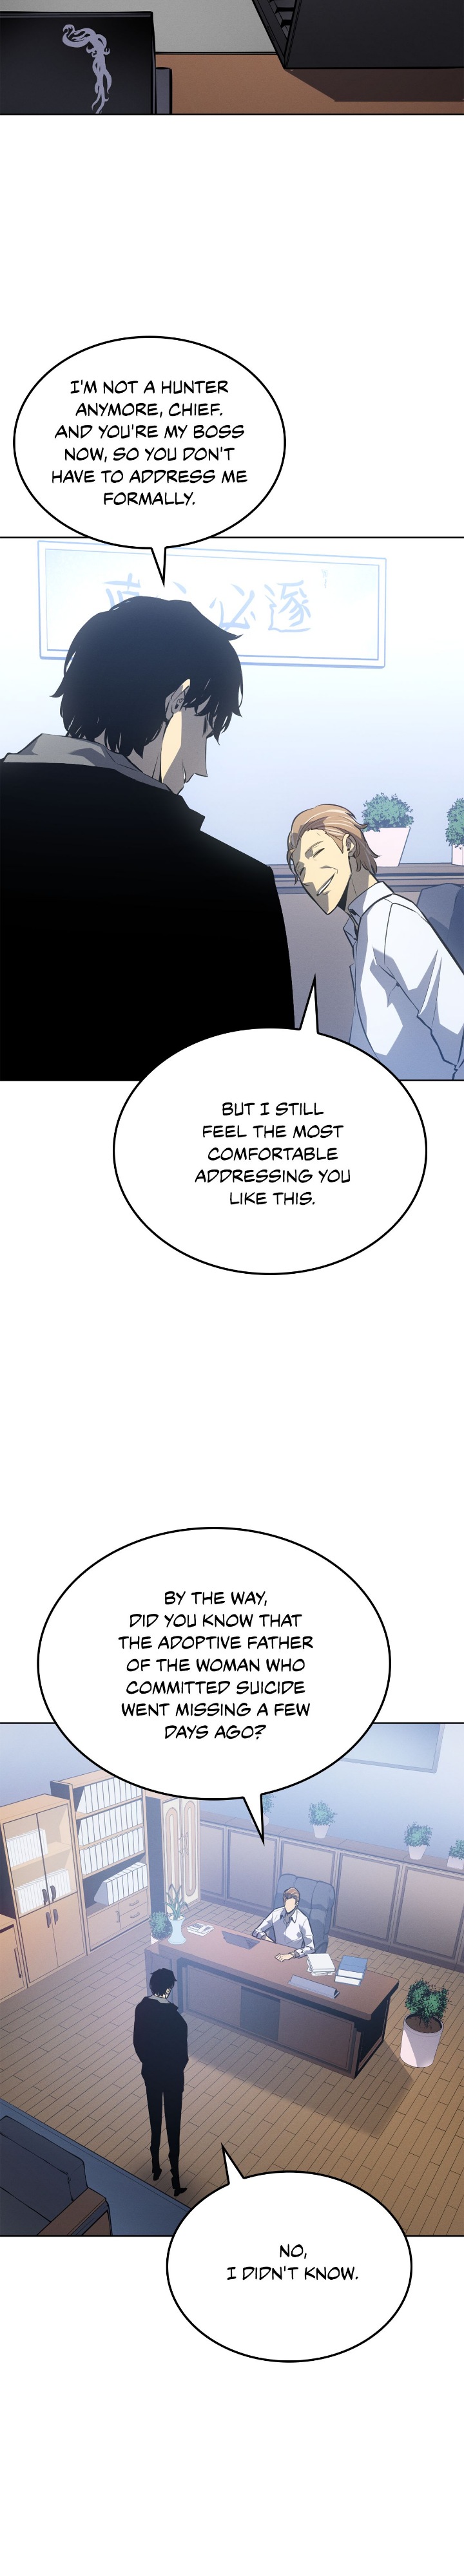 I'M NOT A HUNTER
ANYMORE, CHIEF.
AND YOU'RE MY BOSS
NOW, SO YOU DON'T
HAVE TO ADDRESS ME
FORMALLY.
必逐
BUT I STILL
FEEL THE MOST
COMFORTABLE
ADDRESSING YOU
LIKE THIS.
BY THE WAY,
DID YOU KNOW THAT
THE ADOPTIVE FATHER
OF THE WOMAN WHO
COMMITTED SUICIDE
WENT MISSING A FEW
DAYS AGO?
NO,
I DIDN'T KNOW.